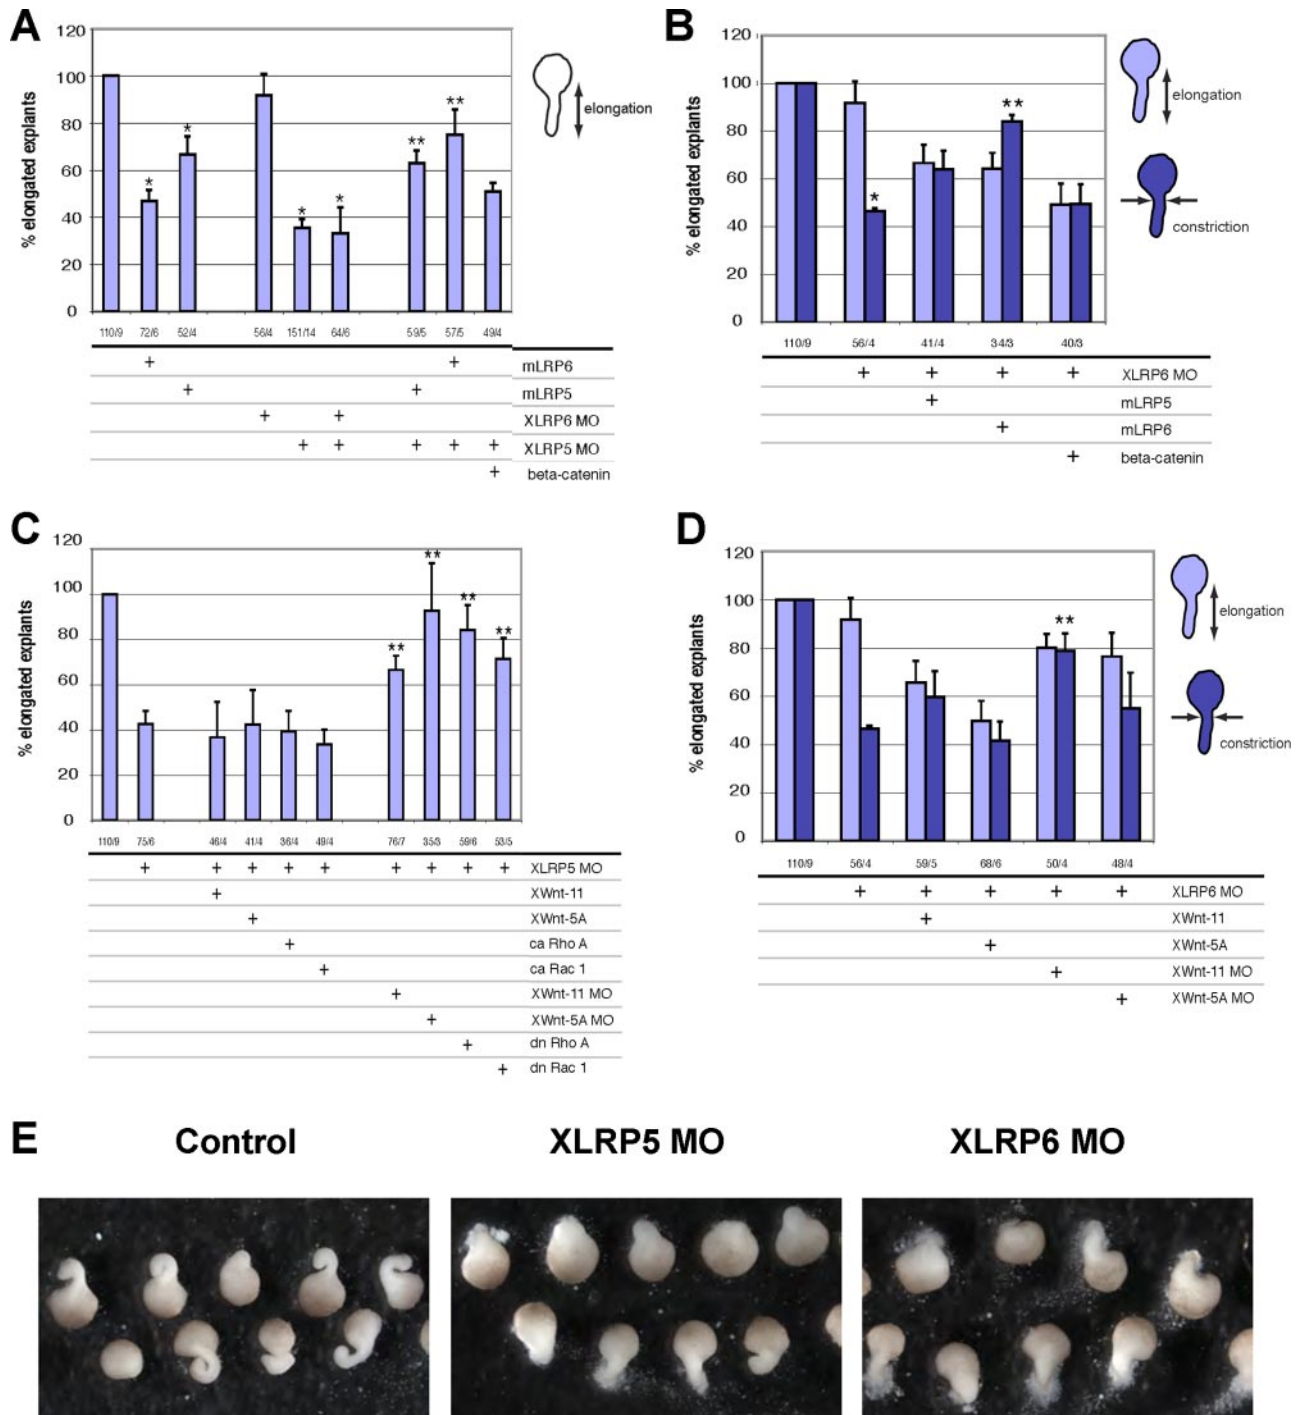 A
% elongated explants
120
100
80
60
40
20
0
* * * * ** **
elongation
110/9 72/6 52/4 56/4 151/14 64/6 59/5 57/5 49/4
+ mLRP6 +
+ mLRP5 +
+ + XLRP6 MO
+ + + + + XLRP5 MO
+ beta-catenin
B
% elongated explants
120
100
80
60
40
20
0
* **
elongation
constriction
110/9 56/4 41/4 34/3 40/3
+ + + + XLRP6 MO
+ mLRP5
+ mLRP6
+ beta-catenin
C
% elongated explants
120
100
80
60
40
20
0
** ** ** **
110/9 75/6 46/4 41/4 36/4 49/4 76/7 35/3 59/6 53/5
+ + + + + + + + + XLRP5 MO
+ XWnt-11
+ XWnt-5A
+ ca Rho A
+ ca Rac 1
+ XWnt-11 MO
+ XWnt-5A MO
+ dn Rho A
+ dn Rac 1
D
% elongated explants
120
100
80
60
40
20
0
**
elongation
constriction
110/9 56/4 59/5 68/6 50/4 48/4
+ + + + + XLRP6 MO
+ XWnt-11
+ XWnt-5A
+ XWnt-11 MO
+ XWnt-5A MO
E
Control XLRP5 MO XLRP6 MO